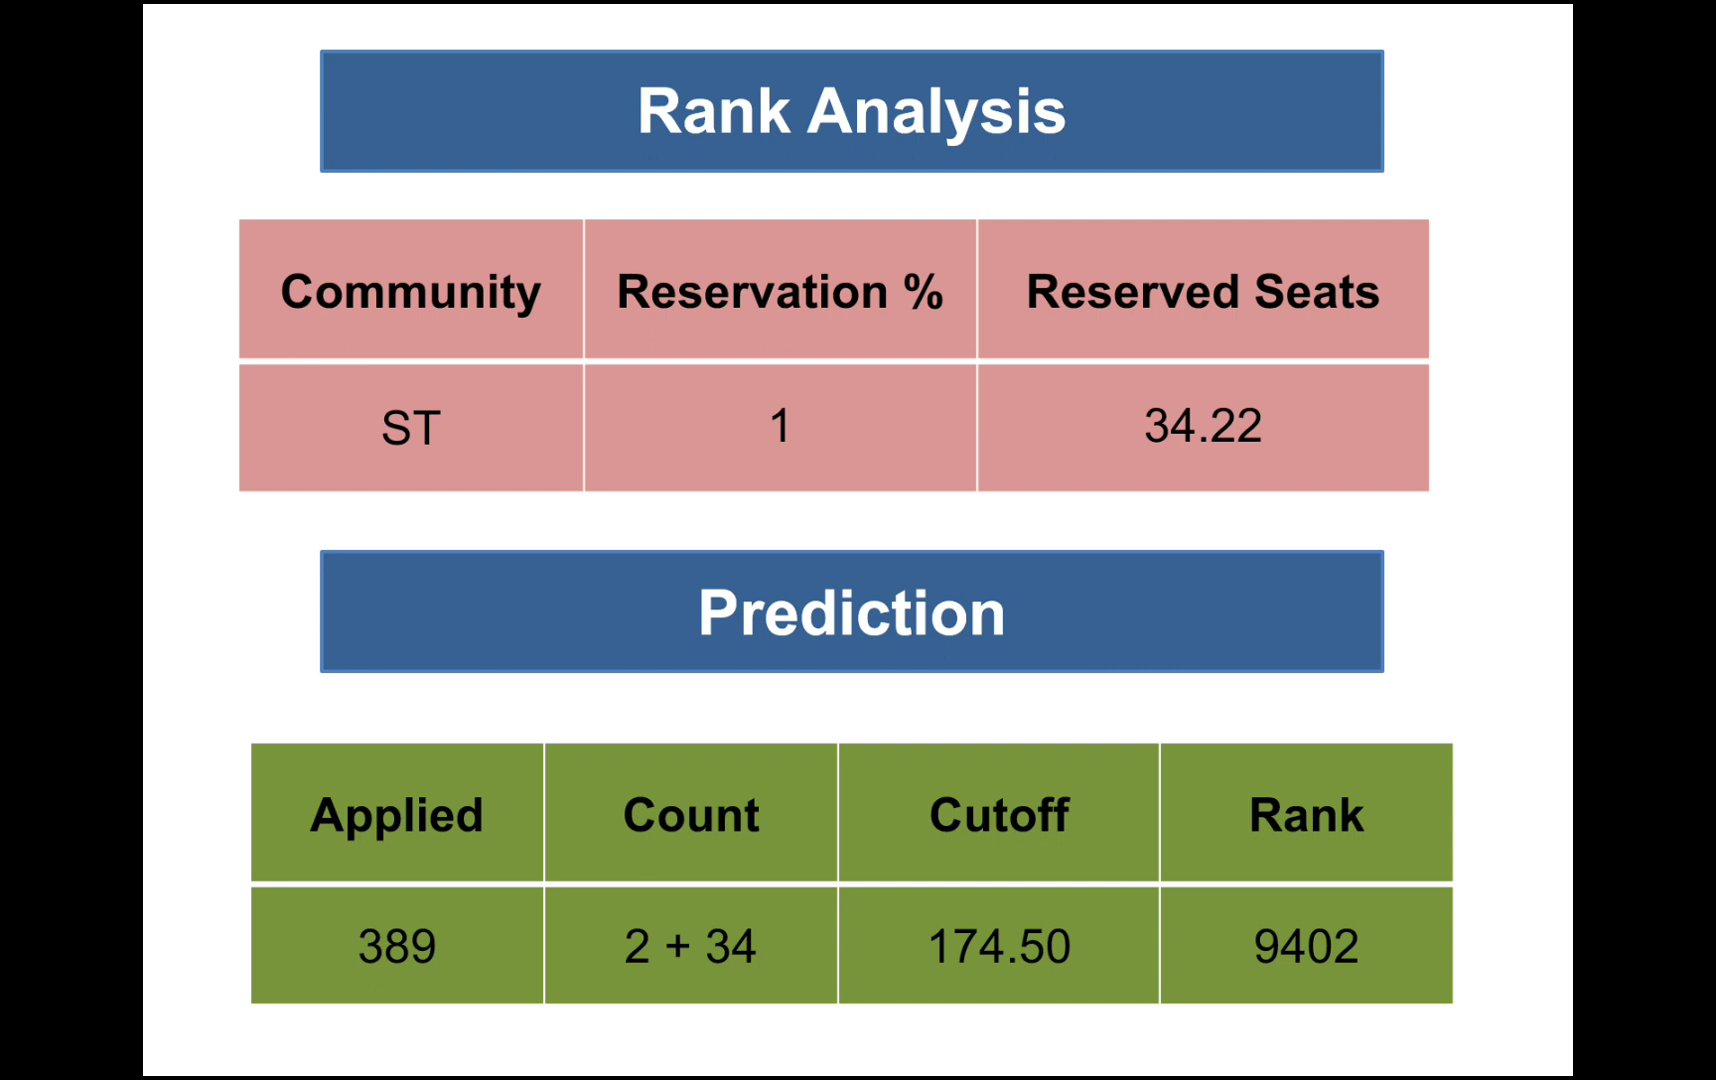 Rank Analysis
Community Reservation % Reserved Seats
ST 1 34.22
Prediction
Applied Count Cutoff Rank
389 2 + 34 174.50 9402